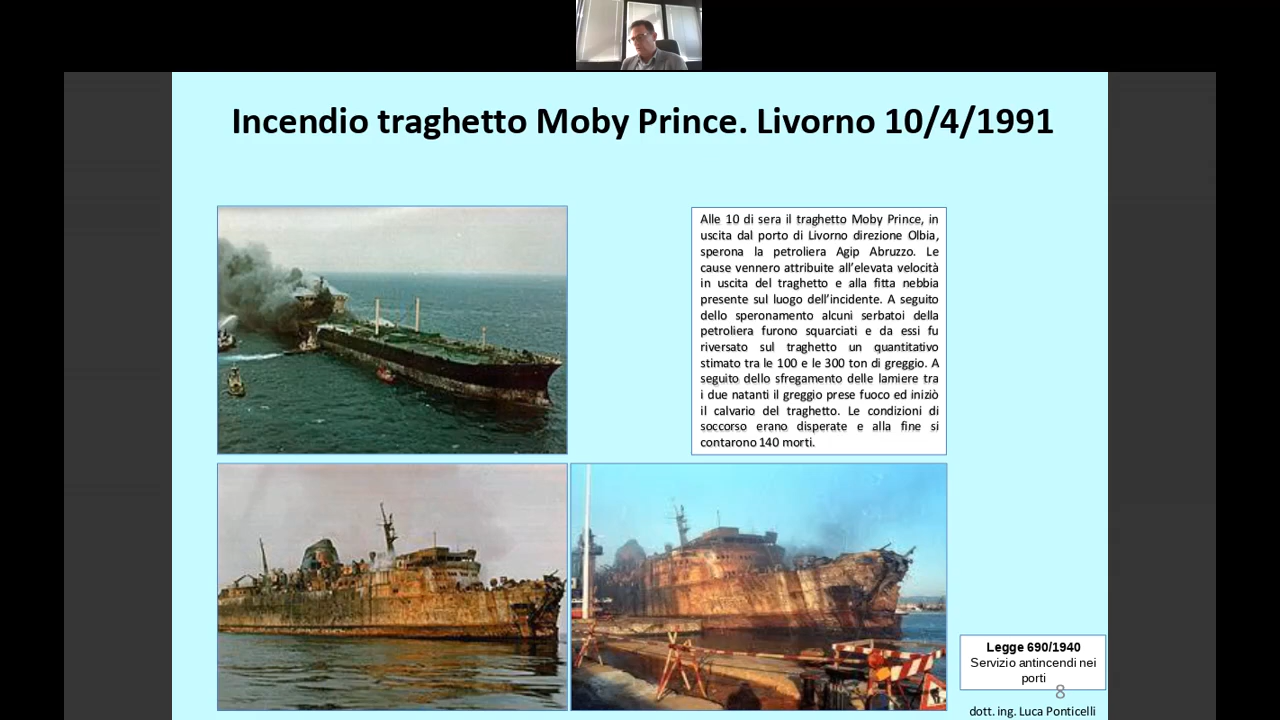 Incendio traghetto Moby Prince. Livorno 10/4/1991
Alle 10 di sera il traghetto Moby Prince, in
uscita dal porto di Livorno direzione Olbia,
sperona la petroliera Agip Abruzzo. Le
cause vennero attribuite all'elevata velocità
in uscita del traghetto e alla fitta nebbia
presente sul luogo dell'incidente. A seguito
dello speronamento alcuni serbatoi della
petroliera furono squarciati e da essi fu
riversato sul traghetto un quantitativo
stimato tra le 100 e le 300 ton di greggio. A
seguito dello sfregamento delle lamiere tra
i due natanti il greggio prese fuoco ed iniziò
il calvario del traghetto. Le condizioni di
soccorso erano disperate e alla fine si
contarono 140 morti.
Legge 690/1940
Servizio antincendi nei
porti
8
dott. ing. Luca Ponticelli